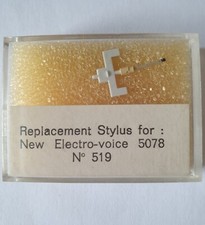 Replacement Stylus for :
New Electro-voice 5078
N° 519